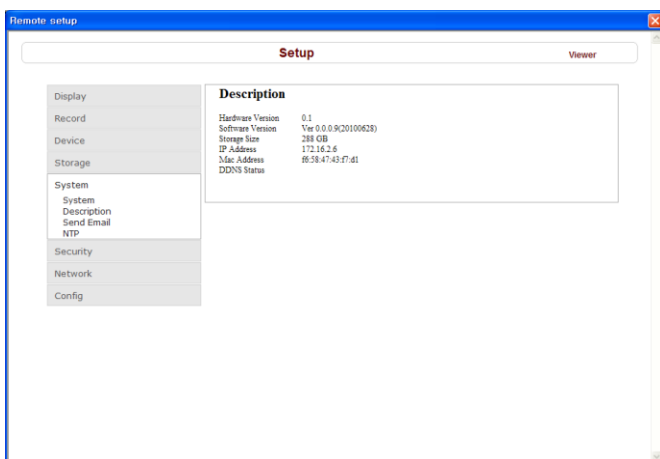 Remote setup
Setup
Viewer
Display
Record
Device
Storage
System
System
Description
Send Email
NTP
Security
Network
Config
Description
Hardware Version 0.1
Software Version Ver 0.0.0.9(20100628)
Storage Size 288 GB
IP Address 172.16.2.6
Mac Address f6:58:47:43:f7:d1
DDNS Status